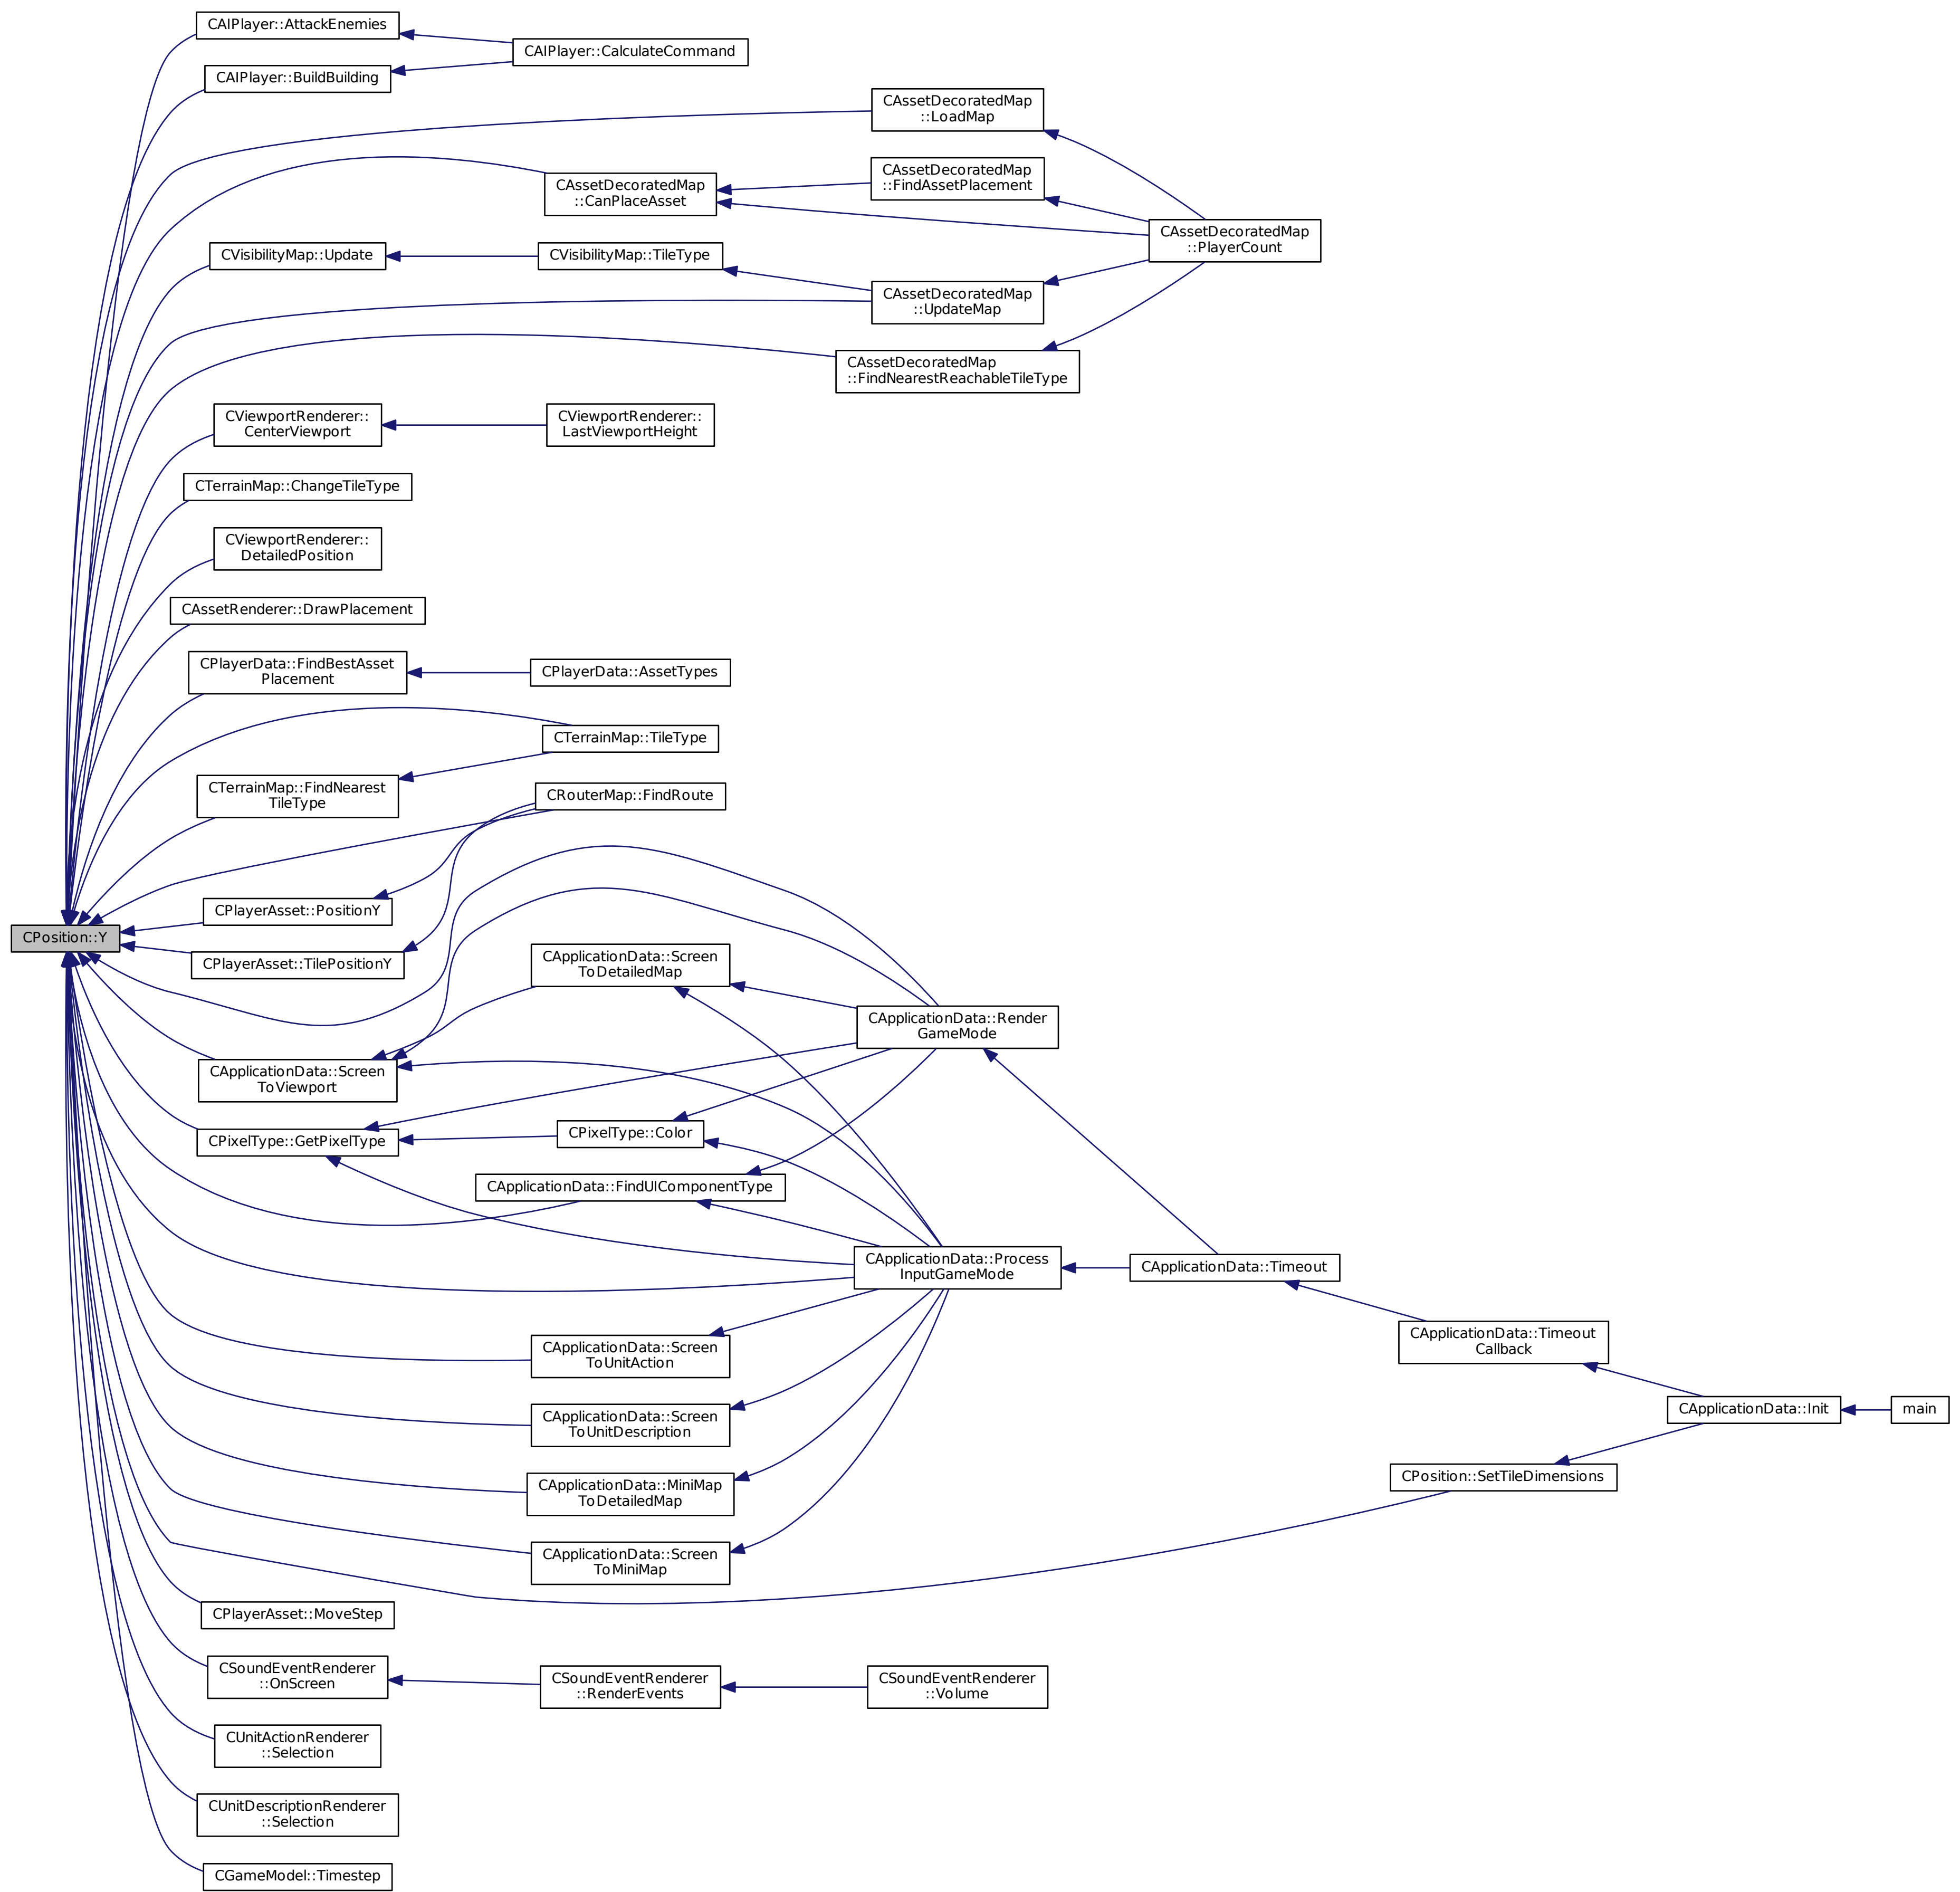 CAIPlayer::AttackEnemies
CAIPlayer::CalculateCommand
CAIPlayer::BuildBuilding
CAssetDecoratedMap
::LoadMap
CAssetDecoratedMap
::FindAssetPlacement
CAssetDecoratedMap
::CanPlaceAsset
CAssetDecoratedMap
::PlayerCount
CVisibilityMap::Update
CVisibilityMap::TileType
CAssetDecoratedMap
::UpdateMap
CAssetDecoratedMap
::FindNearestReachableTileType
CViewportRenderer::
CenterViewport
CViewportRenderer::
LastViewportHeight
CTerrainMap::ChangeTileType
CViewportRenderer::
DetailedPosition
CAssetRenderer::DrawPlacement
CPlayerData::FindBestAsset
Placement
CPlayerData::AssetTypes
CTerrainMap::TileType
CTerrainMap::FindNearest
TileType
CRouterMap::FindRoute
CPlayerAsset::PositionY
CPosition::Y
CPlayerAsset::TilePositionY
CApplicationData::Screen
ToDetailedMap
CApplicationData::Render
GameMode
CApplicationData::Screen
ToViewport
CPixelType::GetPixelType
CPixelType::Color
CApplicationData::FindUIComponentType
CApplicationData::Process
InputGameMode
CApplicationData::Timeout
CApplicationData::Screen
ToUnitAction
CApplicationData::Timeout
Callback
CApplicationData::Screen
ToUnitDescription
CApplicationData::Init
main
CApplicationData::MiniMap
ToDetailedMap
CPosition::SetTileDimensions
CApplicationData::Screen
ToMiniMap
CPlayerAsset::MoveStep
CSoundEventRenderer
::OnScreen
CSoundEventRenderer
::RenderEvents
CSoundEventRenderer
::Volume
CUnitActionRenderer
::Selection
CUnitDescriptionRenderer
::Selection
CGameModel::Timestep